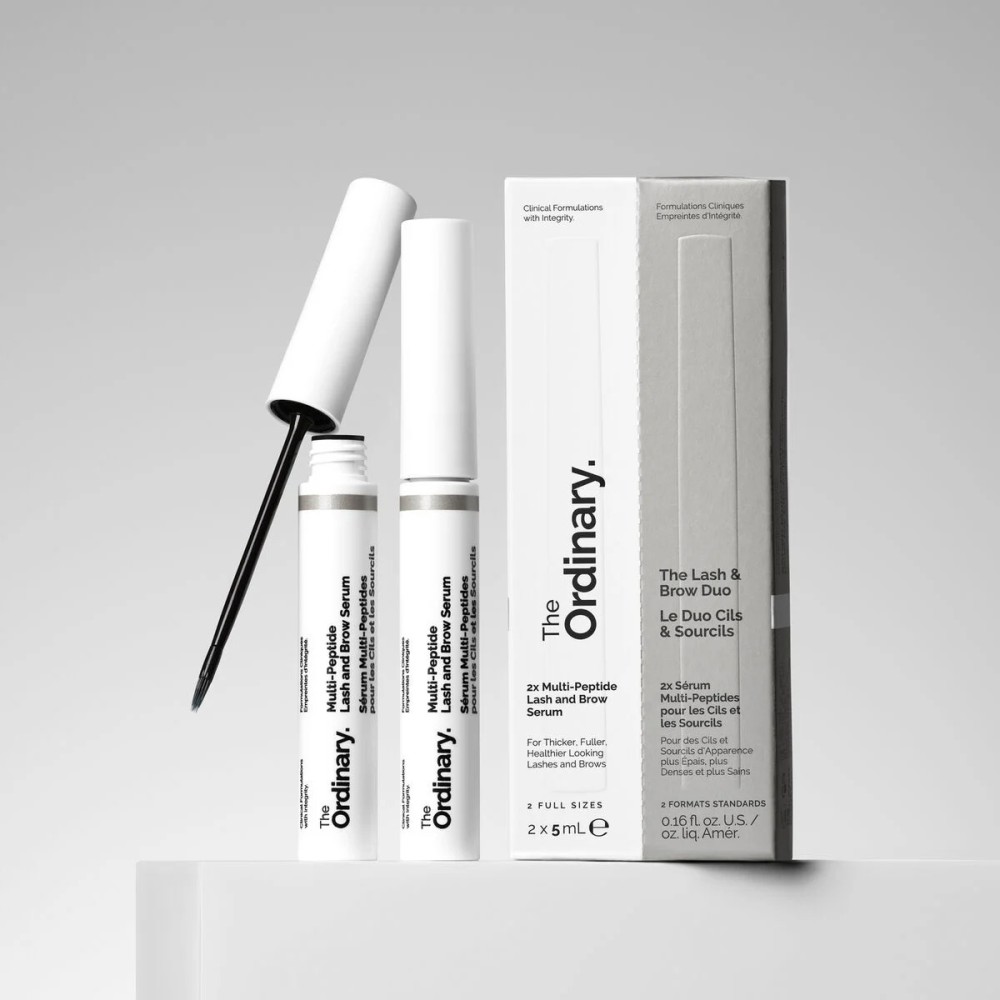 Clinical Formulations
with Integrity.
Formulations Cliniques
Empreintes d'Intégrité.
The
Ordinary.
The Lash &
Brow Duo
Le Duo Cils
& Sourcils
2x Multi-Peptide
Lash and Brow
Serum
2x Sérum
Multi-Peptides
pour les Cils et
les Sourcils
For Thicker, Fuller,
Healthier Looking
Lashes and Brows
Pour des Cils et
Sourcils d'Apparence
plus Épais, plus
Denses et plus Sains
2 FULL SIZES
2 x 5 mL ℮
2 FORMATS STANDARDS
0.16 fl. oz. U.S. /
oz. liq. Amér.
Clinical Formulations
with Integrity.
Formulations Cliniques
Empreintes d'Intégrité.
The
Ordinary.
Multi-Peptide
Lash and Brow Serum
Sérum Multi-Peptides
pour les Cils et les Sourcils
Clinical Formulations
with Integrity.
Formulations Cliniques
Empreintes d'Intégrité.
The
Ordinary.
Multi-Peptide
Lash and Brow Serum
Sérum Multi-Peptides
pour les Cils et les Sourcils